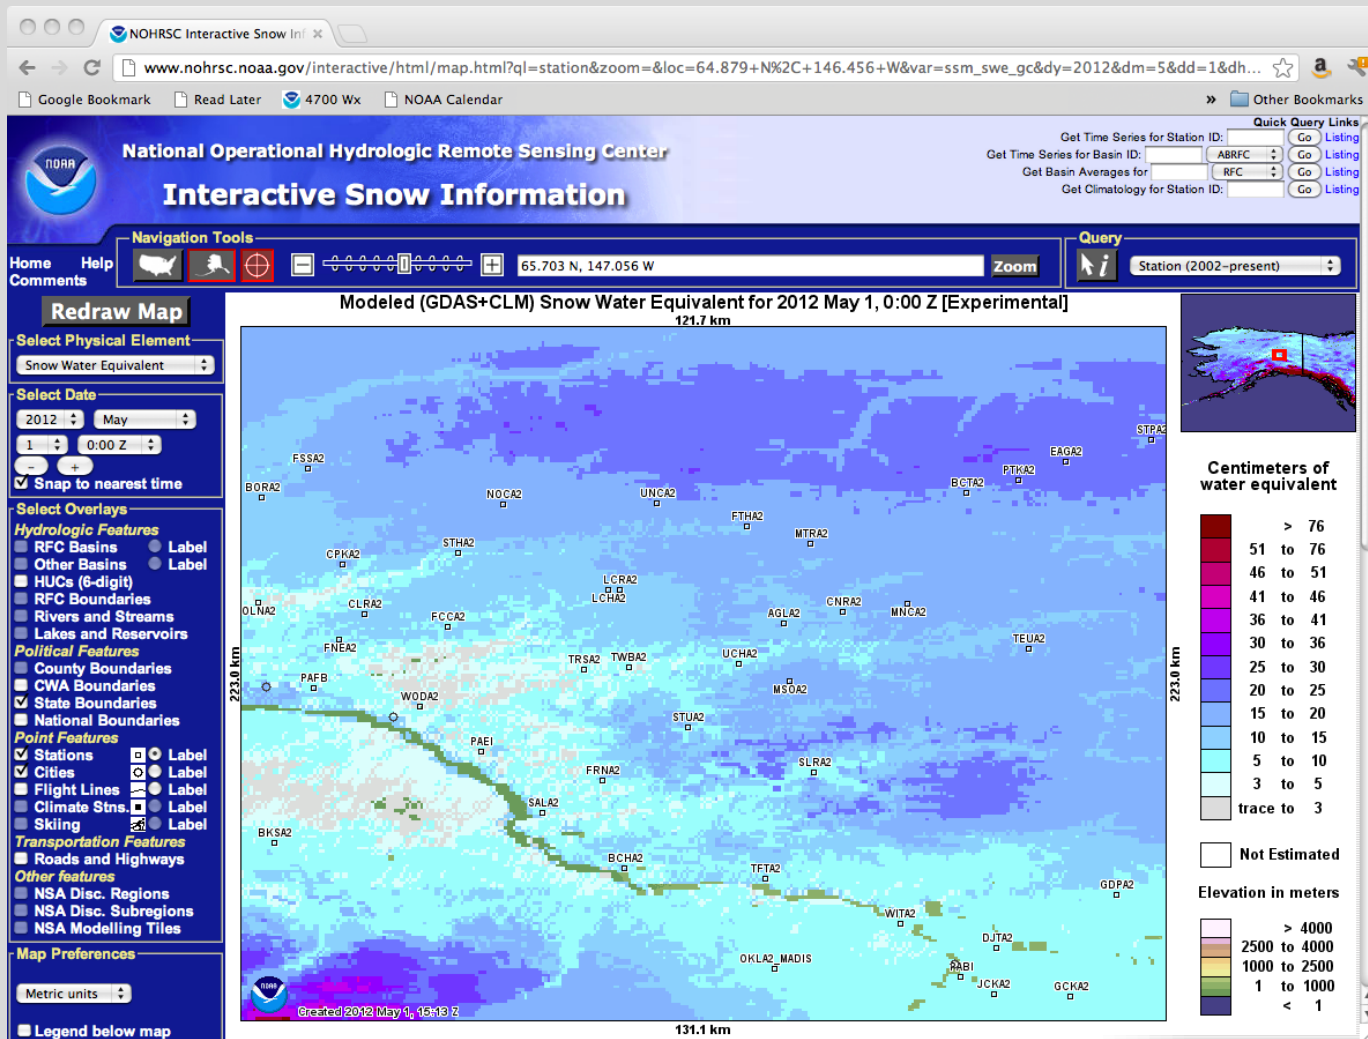 NOHRSC Interactive Snow Inf
www.nohrsc.noaa.gov/interactive/html/map.html?ql=station&zoom=&loc=64.879+N%2C+146.456+W&var=ssm_swe_gc&dy=2012&dm=5&dd=1&dh...
Google Bookmark Read Later 4700 Wx NOAA Calendar » Other Bookmarks
Quick Query Links
Get Time Series for Station ID: Go Listing
Get Time Series for Basin ID: ABRFC Go Listing
Get Basin Averages for RFC Go Listing
Get Climatology for Station ID: Go Listing
NOAA
National Operational Hydrologic Remote Sensing Center
Interactive Snow Information
Navigation Tools
Query
Home Help
Comments
65.703 N, 147.056 W
Zoom
Station (2002-present)
Redraw Map
Select Physical Element
Snow Water Equivalent
Select Date
2012 May
1 0:00 Z
- +
Snap to nearest time
Select Overlays
Hydrologic Features
RFC Basins Label
Other Basins Label
HUCs (6-digit)
RFC Boundaries
Rivers and Streams
Lakes and Reservoirs
Political Features
County Boundaries
CWA Boundaries
State Boundaries
National Boundaries
Point Features
Stations Label
Cities Label
Flight Lines Label
Climate Stns. Label
Skiing Label
Transportation Features
Roads and Highways
Other features
NSA Disc. Regions
NSA Disc. Subregions
NSA Modelling Tiles
Map Preferences
Metric units
Legend below map
Modeled (GDAS+CLM) Snow Water Equivalent for 2012 May 1, 0:00 Z [Experimental]
121.7 km
STPA2
EAGA2
FSSA2
PTKA2
BORA2
BCTA2
NOCA2
UNCA2
FTHA2
MTRA2
STHA2
CPKA2
LCRA2
LCHA2
CLRA2
CNRA2
OLNA2
FCCA2
AGLA2
MNCA2
TEUA2
FNEA2
TRSA2
TWBA2
UCHA2
PAFB
MSOA2
WODA2
STUA2
PAEI
SLRA2
FRNA2
SALA2
BKSA2
BCHA2
TFTA2
GDPA2
WITA2
DJTA2
OKLA2_MADIS
PABI
JCKA2
GCKA2
223.0 km
223.0 km
NOAA
Created 2012 May 1, 15:13 Z
131.1 km
Centimeters of
water equivalent
> 76
51 to 76
46 to 51
41 to 46
36 to 41
30 to 36
25 to 30
20 to 25
15 to 20
10 to 15
5 to 10
3 to 5
trace to 3
Not Estimated
Elevation in meters
> 4000
2500 to 4000
1000 to 2500
1 to 1000
< 1